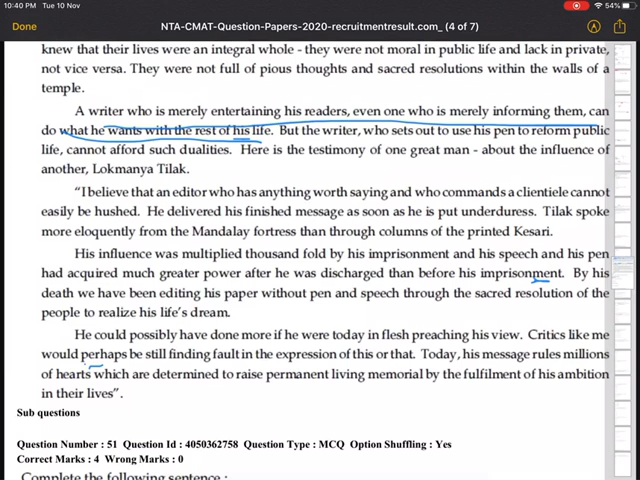 10:40 PM Tue 10 Nov
54%
Done
NTA-CMAT-Question-Papers-2020-recruitmentresult.com_ (4 of 7)
knew that their lives were an integral whole - they were not moral in public life and lack in private,
not vice versa. They were not full of pious thoughts and sacred resolutions within the walls of a
temple.
A writer who is merely entertaining his readers, even one who is merely informing them, can
do what he wants with the rest of his life. But the writer, who sets out to use his pen to reform public
life, cannot afford such dualities. Here is the testimony of one great man - about the influence of
another, Lokmanya Tilak.
"I believe that an editor who has anything worth saying and who commands a clientele cannot
easily be hushed. He delivered his finished message as soon as he is put underduress. Tilak spoke
more eloquently from the Mandalay fortress than through columns of the printed Kesari.
His influence was multiplied thousand fold by his imprisonment and his speech and his pen
had acquired much greater power after he was discharged than before his imprisonment. By his
death we have been editing his paper without pen and speech through the sacred resolution of the
people to realize his life's dream.
He could possibly have done more if he were today in flesh preaching his view. Critics like me
would perhaps be still finding fault in the expression of this or that. Today, his message rules millions
of hearts which are determined to raise permanent living memorial by the fulfilment of his ambition
in their lives".
Sub questions
Question Number : 51 Question Id : 4050362758 Question Type : MCQ Option Shuffling : Yes
Correct Marks : 4 Wrong Marks : 0
Complete the following sentence :